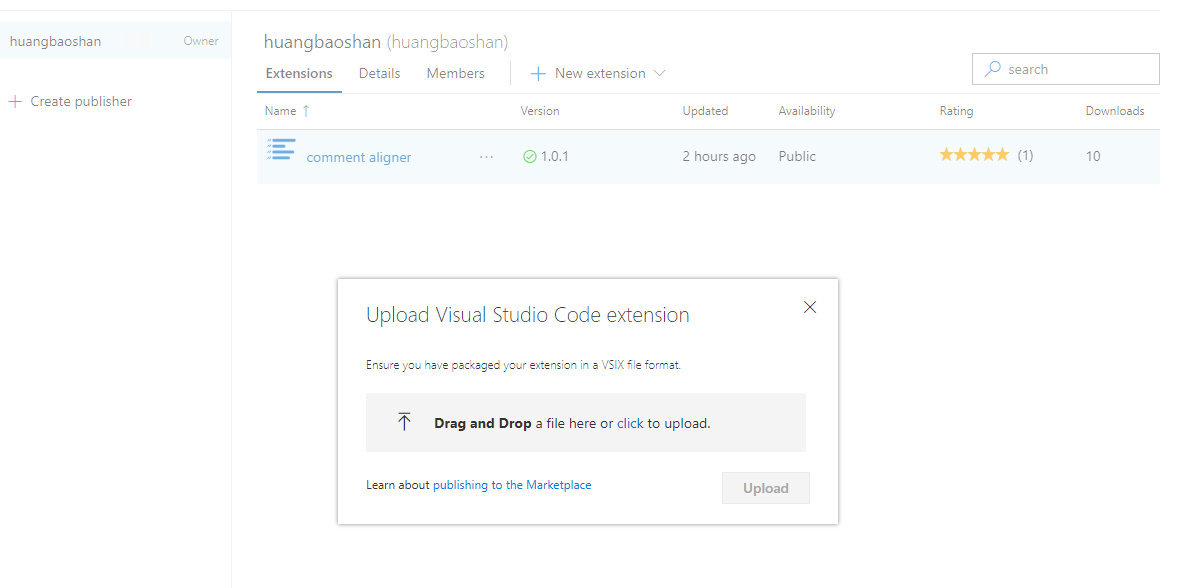 huangbaoshan Owner
Create publisher
huangbaoshan (huangbaoshan)
Extensions Details Members New extension
search
Name ↑ Version Updated Availability Rating Downloads
comment aligner ... 1.0.1 2 hours ago Public (1) 10
Upload Visual Studio Code extension
Ensure you have packaged your extension in a VSIX file format.
Drag and Drop a file here or click to upload.
Learn about publishing to the Marketplace
Upload